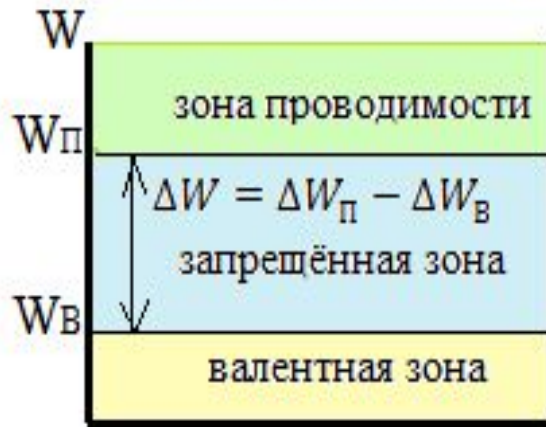 W
зона проводимости
Wп
ΔW = ΔWп − ΔWв
запрещённая зона
Wв
валентная зона